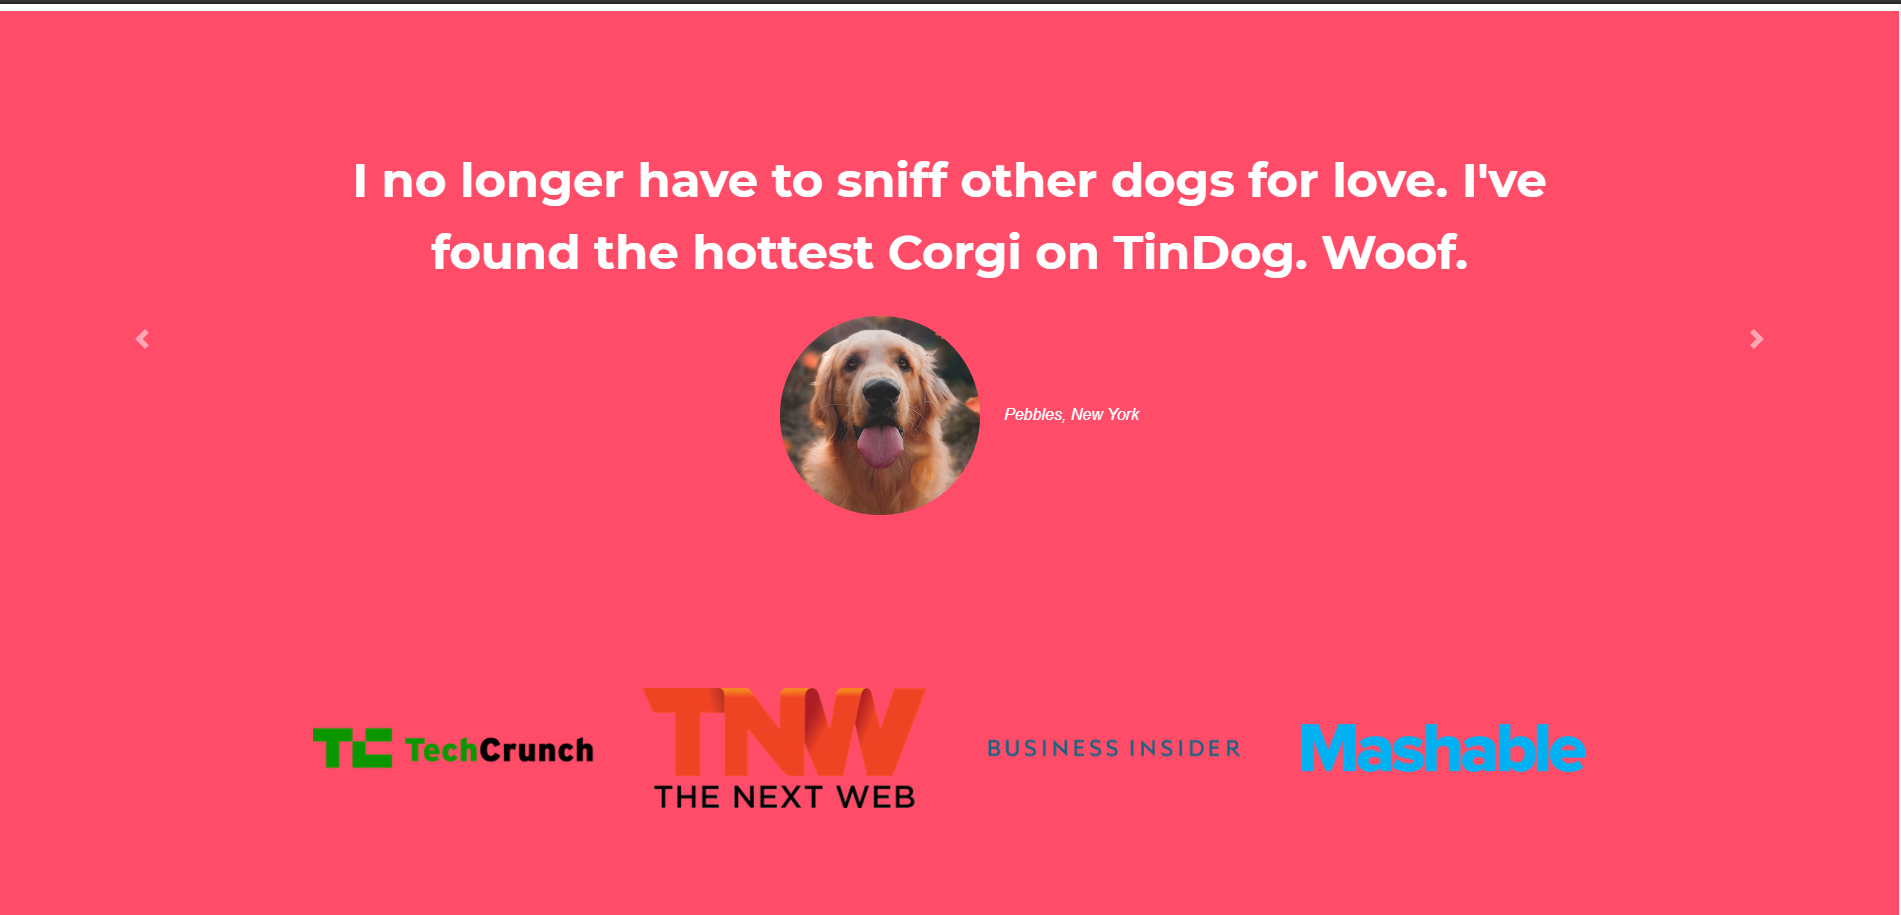 I no longer have to sniff other dogs for love. I've
found the hottest Corgi on TinDog. Woof.
Pebbles, New York
TC TechCrunch
TNW
THE NEXT WEB
BUSINESS INSIDER
Mashable